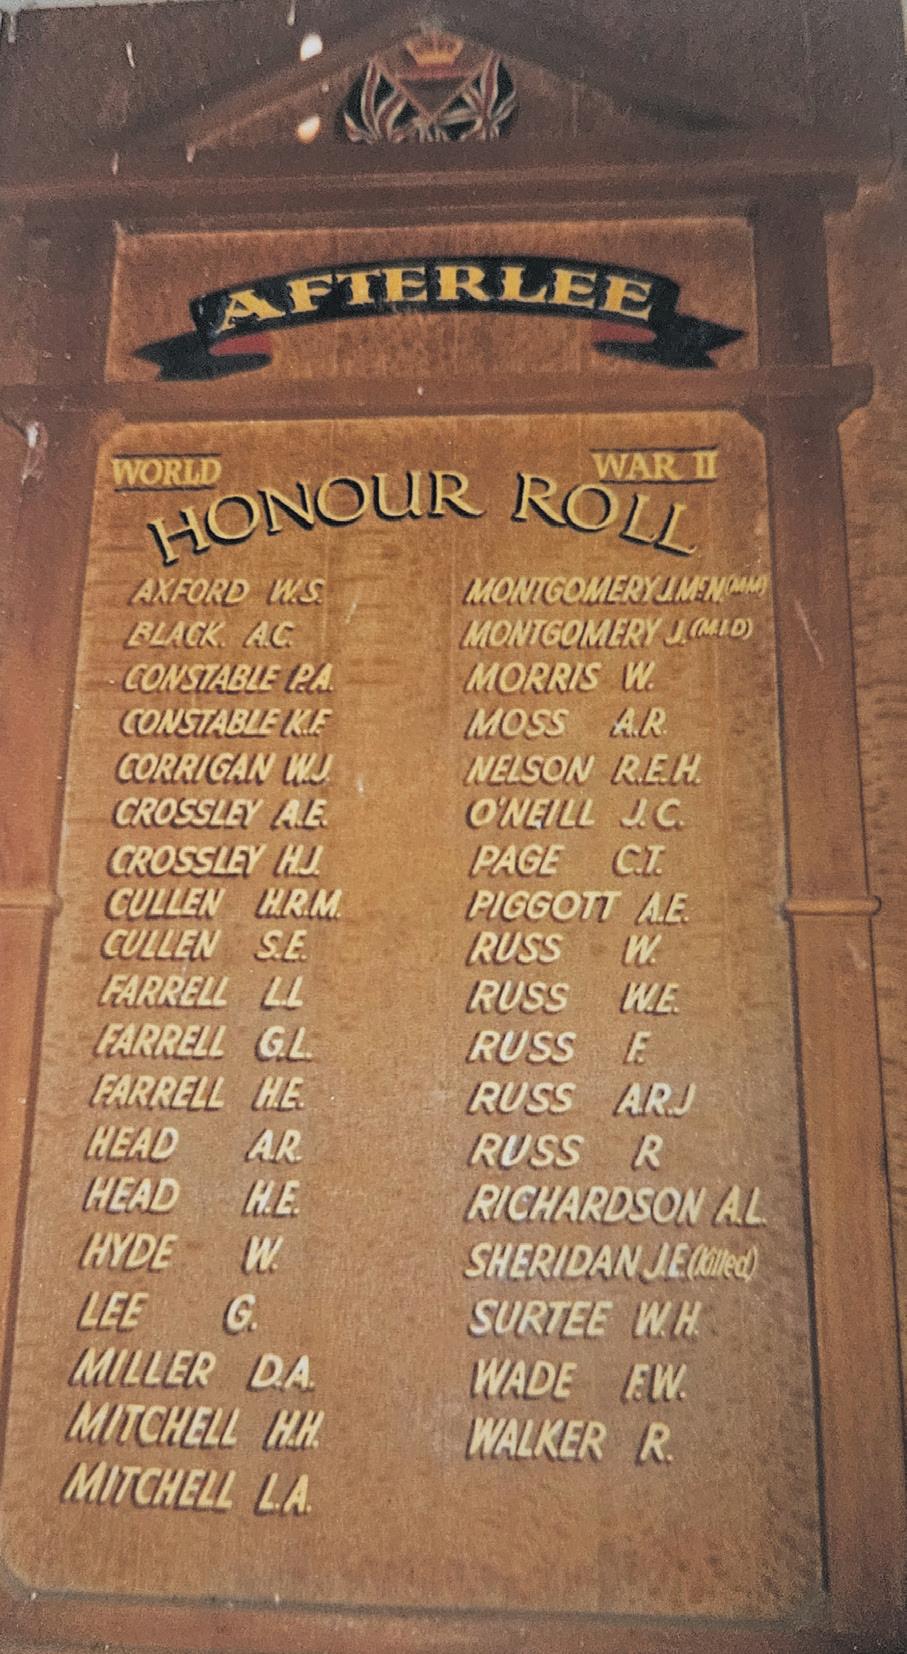 AFTERLEE
WORLD WAR II
HONOUR ROLL
AXFORD W.S.
BLACK. A.C.
CONSTABLE P.A.
CONSTABLE K.F
CORRIGAN W.J.
CROSSLEY A.E.
CROSSLEY H.J.
CULLEN H.R.M.
CULLEN S.E.
FARRELL L.L
FARRELL G.L.
FARRELL H.E.
HEAD A.R.
HEAD H.E.
HYDE W.
LEE G.
MILLER D.A.
MITCHELL H.H.
MITCHELL L.A.
MONTGOMERY J.McN (MM)
MONTGOMERY J. (M.I.D)
MORRIS W.
MOSS A.R.
NELSON R.E.H.
O'NEILL J.C.
PAGE C.T.
PIGGOTT A.E.
RUSS W.
RUSS W.E.
RUSS F.
RUSS A.R.J
RUSS R
RICHARDSON A.L.
SHERIDAN J.E (Killed)
SURTEE W.H.
WADE F.W.
WALKER R.